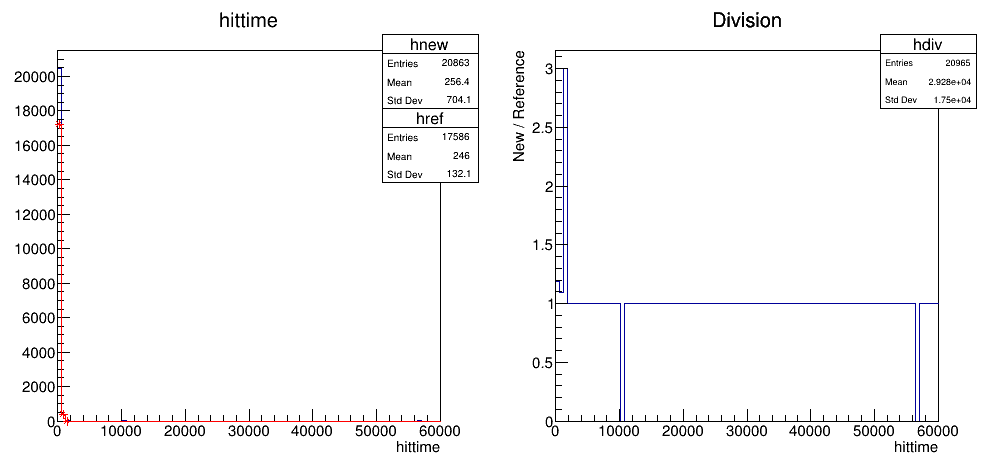 hittime
hnew
Entries 20863
Mean 256.4
Std Dev 704.1
href
Entries 17586
Mean 246
Std Dev 132.1
20000
18000
16000
14000
12000
10000
8000
6000
4000
2000
0
0 10000 20000 30000 40000 50000 60000
hittime
Division
hdiv
Entries 20965
Mean 2.928e+04
Std Dev 1.75e+04
New / Reference
3
2.5
2
1.5
1
0.5
0
0 10000 20000 30000 40000 50000 60000
hittime